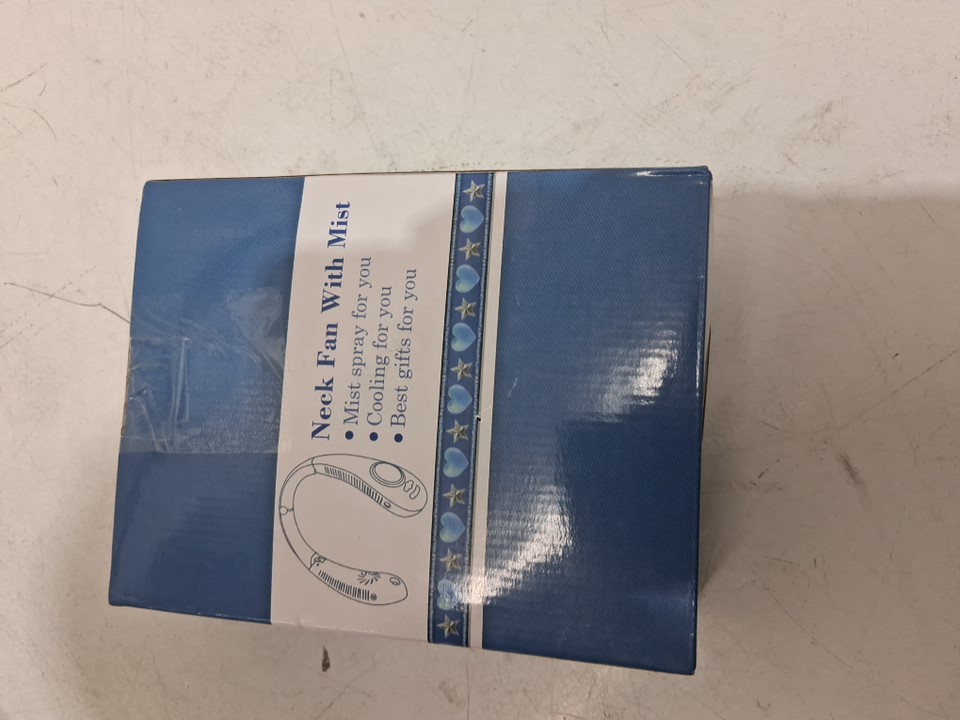 Neck Fan With Mist
● Mist spray for you
● Cooling for you
● Best gifts for you